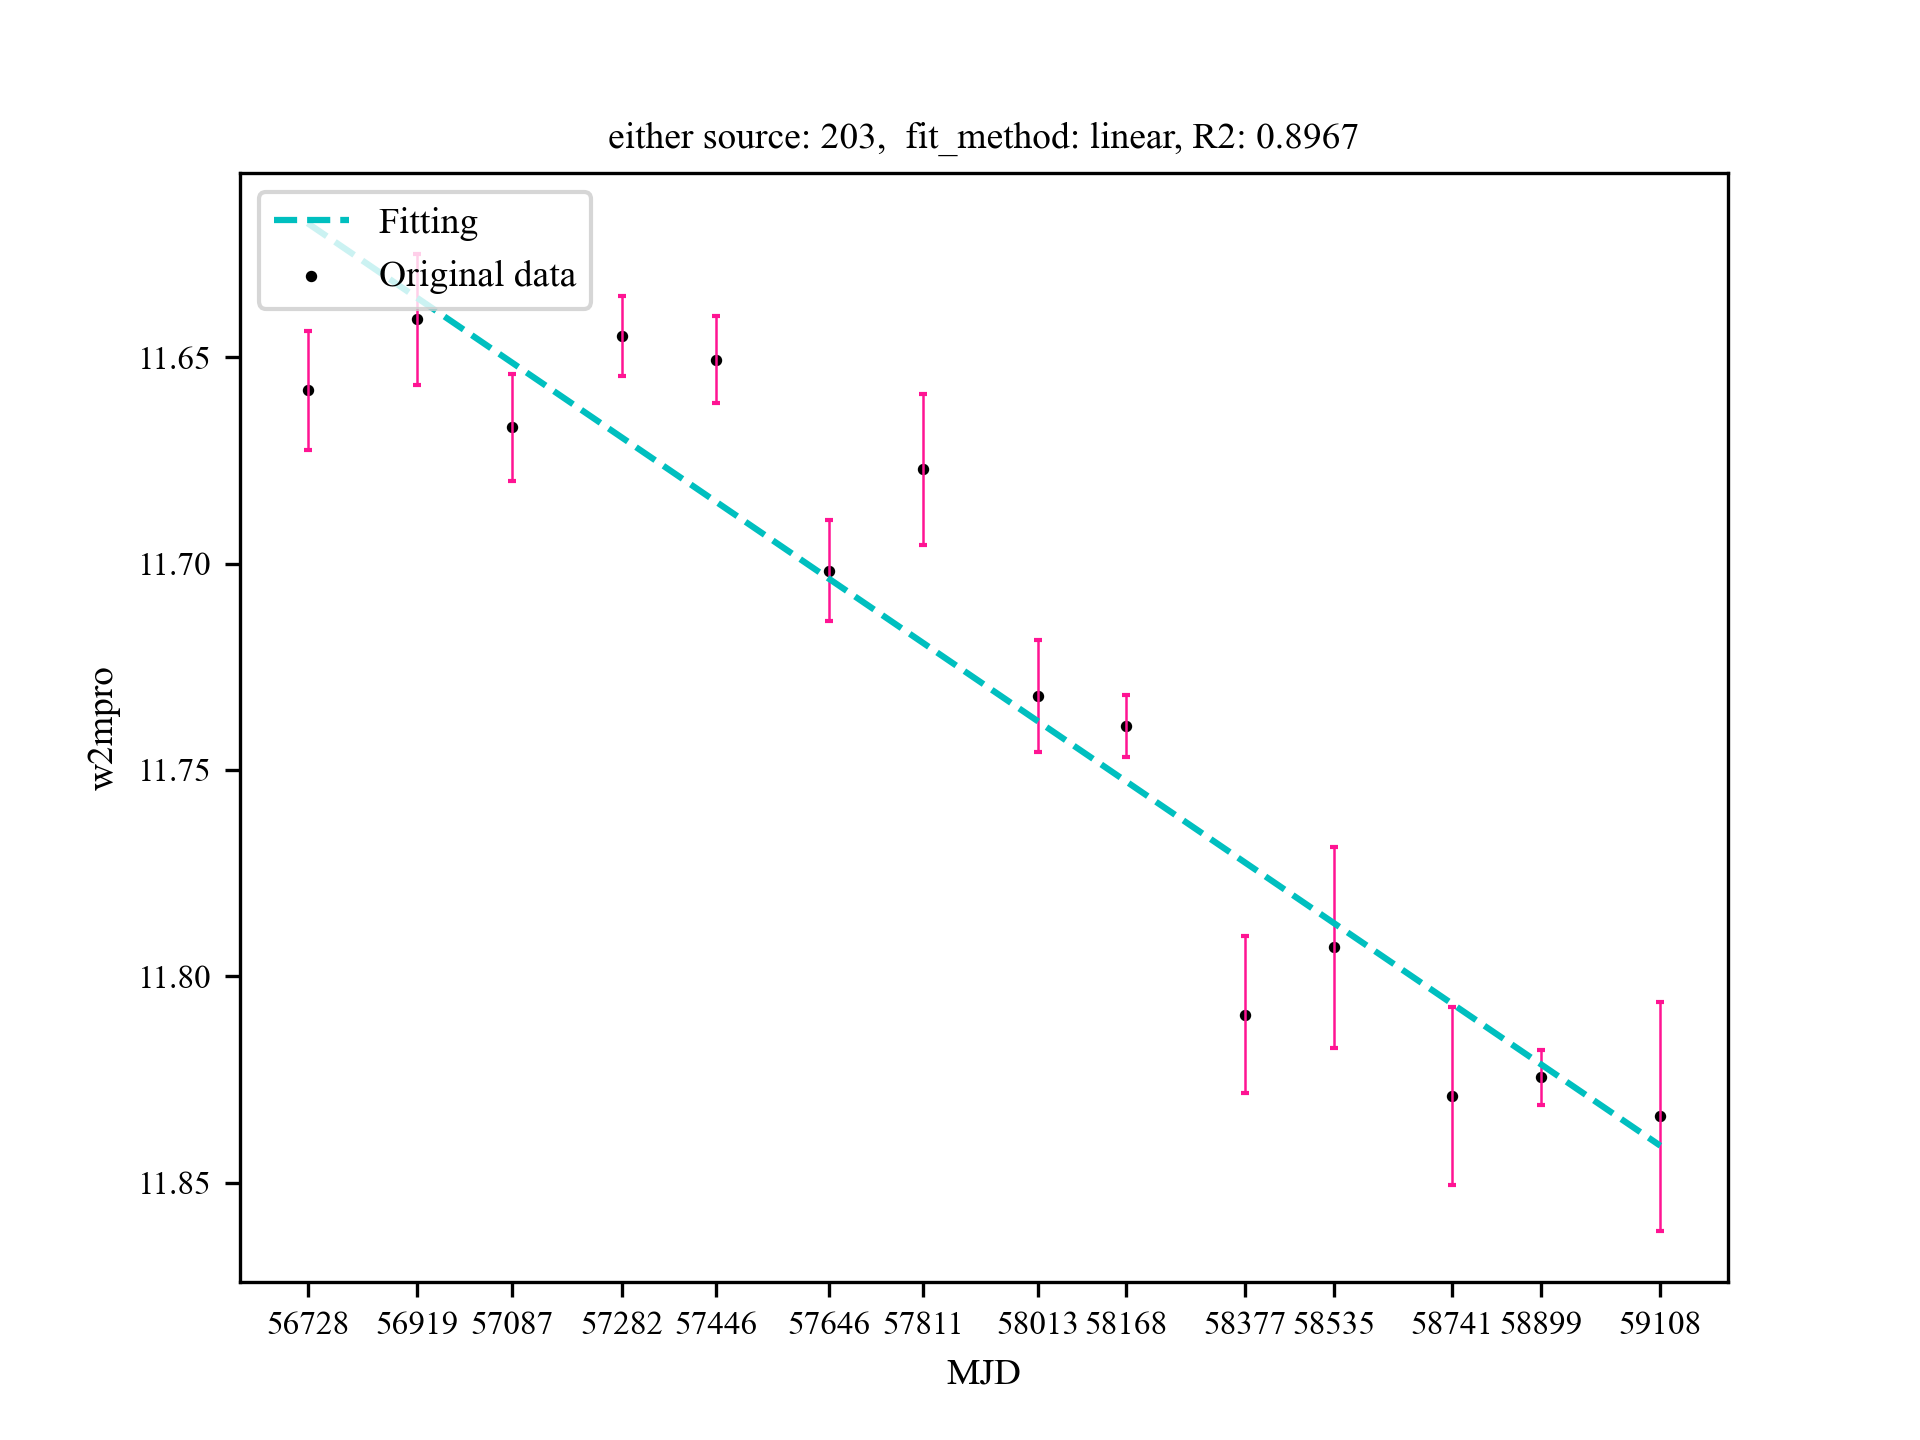 either source: 203,  fit_method: linear, R2: 0.8967
Fitting
Original data
11.65
11.70
11.75
11.80
11.85
w2mpro
56728 56919 57087 57282 57446 57646 57811 58013 58168 58377 58535 58741 58899 59108
MJD